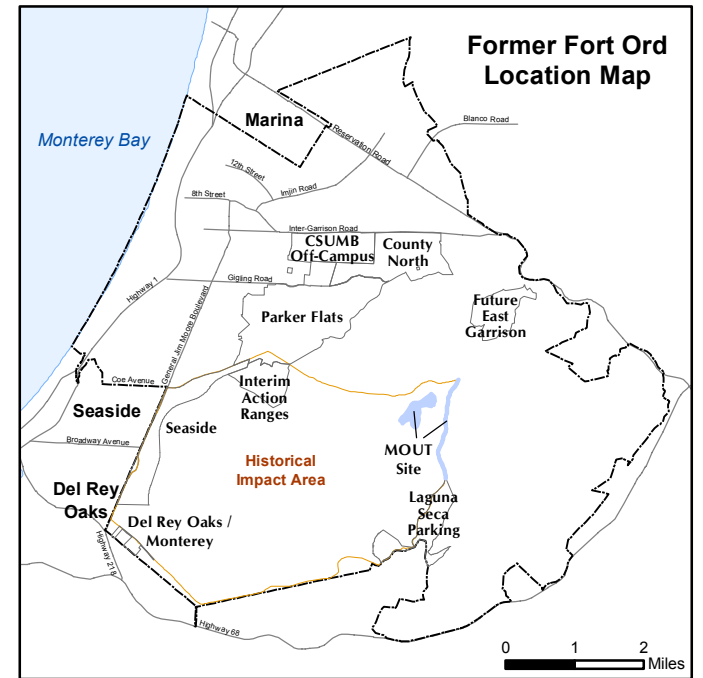 Former Fort Ord
Location Map
Marina
Monterey Bay
Blanco Road
Reservation Road
12th Street
Imjin Road
8th Street
Inter-Garrison Road
CSUMB
Off-Campus
County
North
Gigling Road
Highway 1
General Jim Moore Boulevard
Parker Flats
Future
East
Garrison
Coe Avenue
Interim
Action
Ranges
Seaside
Seaside
Broadway Avenue
MOUT
Site
Historical
Impact Area
Del Rey
Oaks
Laguna
Seca
Parking
Del Rey Oaks /
Monterey
Highway 218
Highway 68
0 1 2
Miles